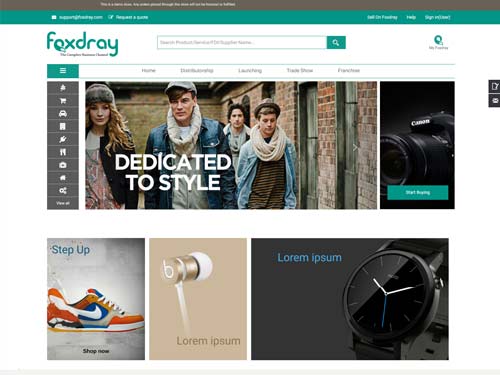 This is a demo store. Any orders placed through this store will not be honored or fulfilled.
support@foxdray.com Request a quote
Sell On Foxdray Help Sign in(User)
foxdray
The Complete Business Channel
Search Product/Service/FDI/Supplier Name...
My Foxdray
Home Distributorship Launching Trade Show Franchise
DEDICATED
TO STYLE
Canon
Start Buying
View all
Step Up
Shop now
b
Lorem ipsum
Lorem ipsum